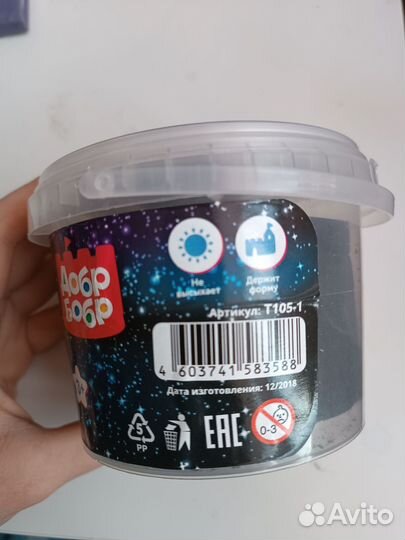 Добр
Бобр
Не
высыхает
Держит
форму
Артикул: Т105-1
4 603741 583588
Дата изготовления: 12/2018
5
PP
EAC
0-3
Avito